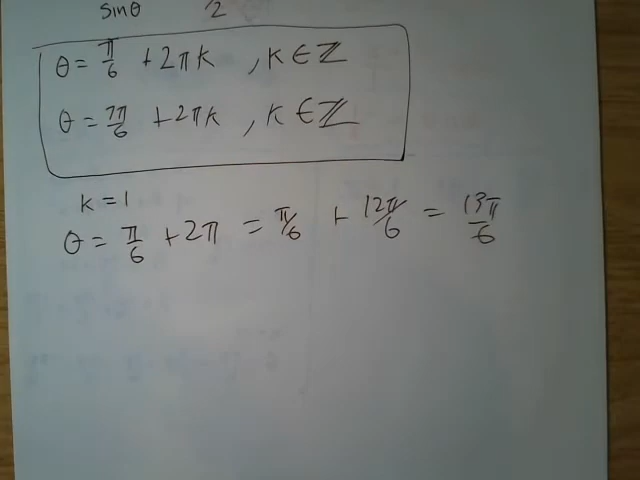 sinθ 2
θ = π/6 + 2πk , k ∈ ℤ
θ = 7π/6 + 2πk , k ∈ ℤ
k = 1
θ = π/6 + 2π = π/6 + 12π/6 = 13π/6